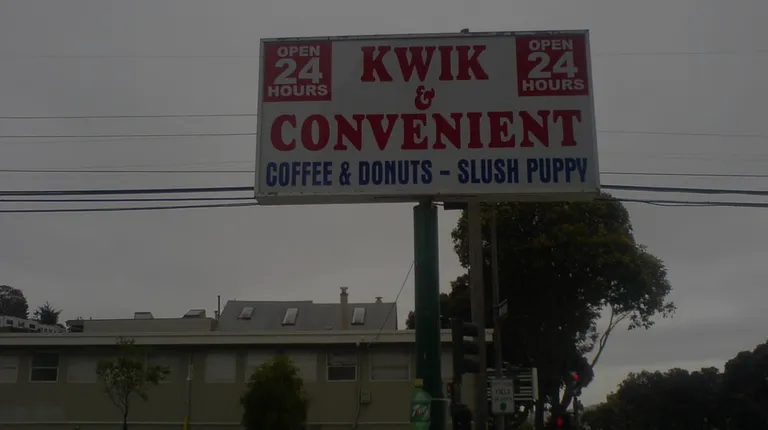 OPEN
24
HOURS
KWIK
&
CONVENIENT
OPEN
24
HOURS
COFFEE & DONUTS - SLUSH PUPPY